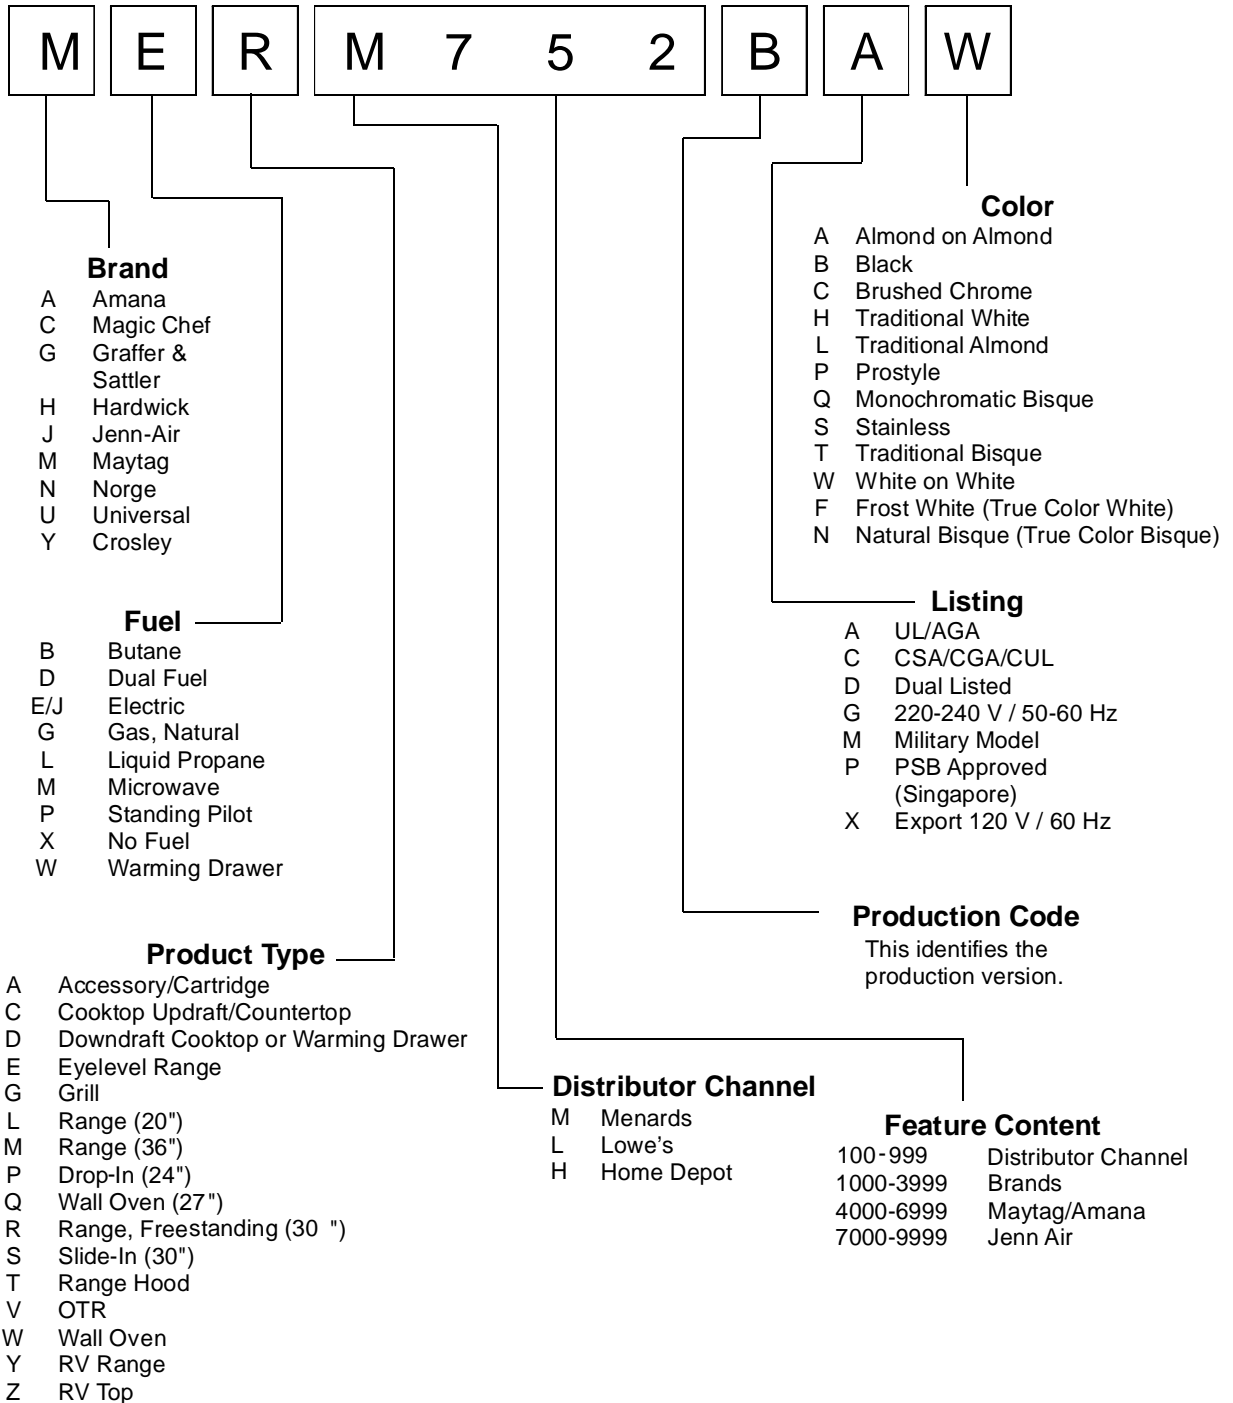 M E R M 7 5 2 B A W
Color
A Almond on Almond
B Black
C Brushed Chrome
H Traditional White
L Traditional Almond
P Prostyle
Q Monochromatic Bisque
S Stainless
T Traditional Bisque
W White on White
F Frost White (True Color White)
N Natural Bisque (True Color Bisque)
Brand
A Amana
C Magic Chef
G Graffer &
Sattler
H Hardwick
J Jenn-Air
M Maytag
N Norge
U Universal
Y Crosley
Listing
A UL/AGA
C CSA/CGA/CUL
D Dual Listed
G 220-240 V / 50-60 Hz
M Military Model
P PSB Approved
(Singapore)
X Export 120 V / 60 Hz
Fuel
B Butane
D Dual Fuel
E/J Electric
G Gas, Natural
L Liquid Propane
M Microwave
P Standing Pilot
X No Fuel
W Warming Drawer
Production Code
This identifies the
production version.
Product Type
A Accessory/Cartridge
C Cooktop Updraft/Countertop
D Downdraft Cooktop or Warming Drawer
E Eyelevel Range
G Grill
L Range (20")
M Range (36")
P Drop-In (24")
Q Wall Oven (27")
R Range, Freestanding (30 ")
S Slide-In (30")
T Range Hood
V OTR
W Wall Oven
Y RV Range
Z RV Top
Distributor Channel
M Menards
L Lowe's
H Home Depot
Feature Content
100-999 Distributor Channel
1000-3999 Brands
4000-6999 Maytag/Amana
7000-9999 Jenn Air